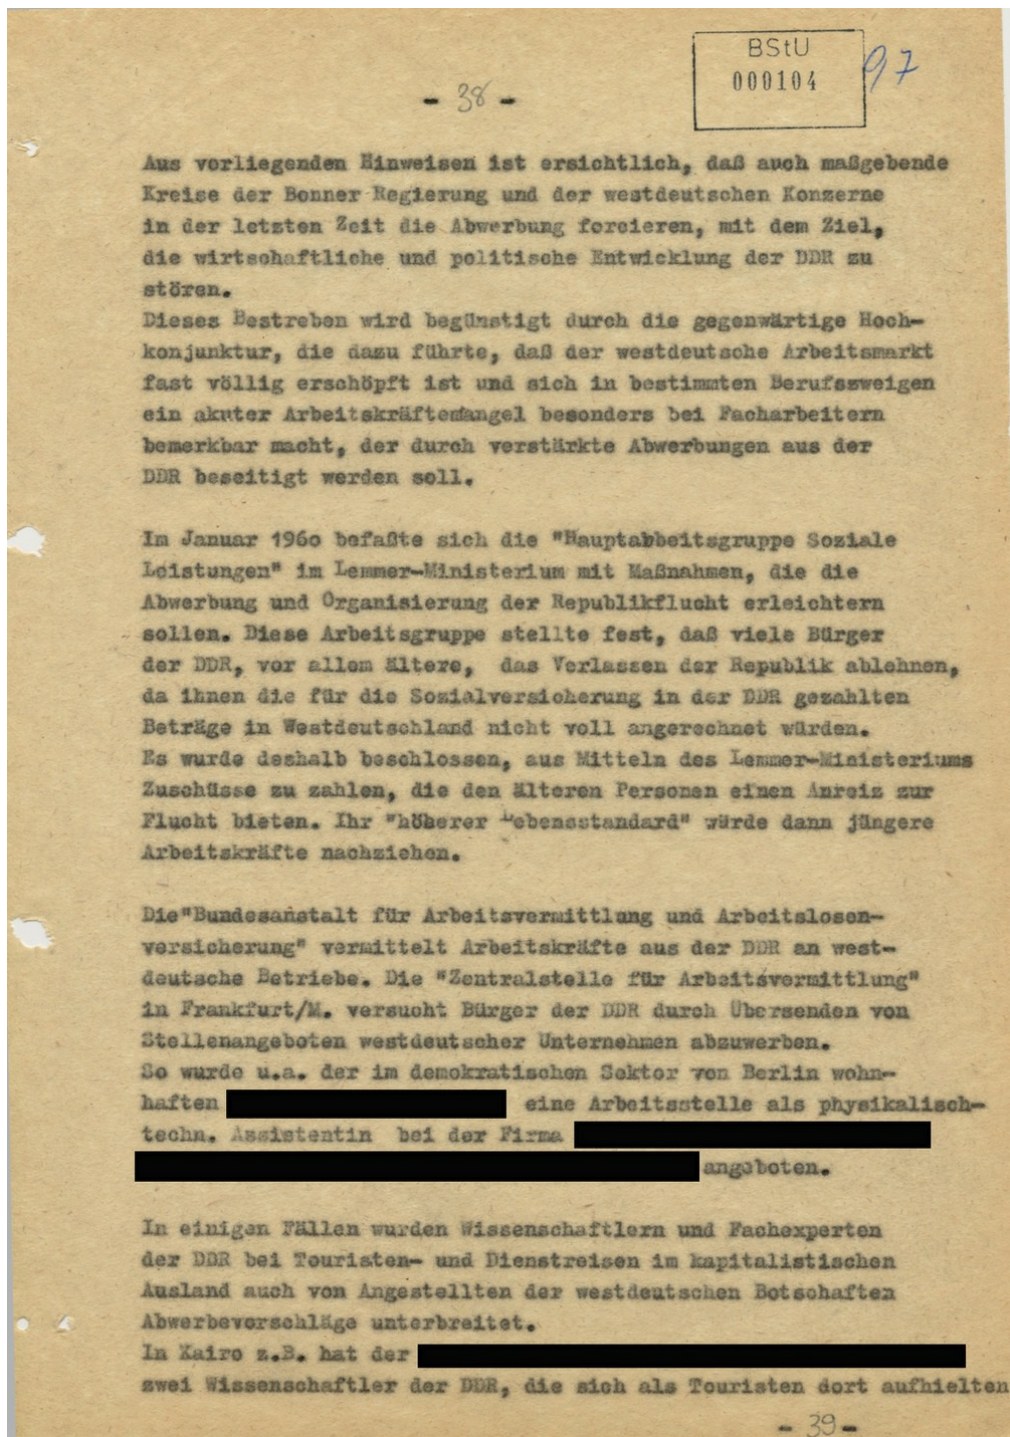 BStU
000104
97
- 38 -
Aus vorliegenden Hinweisen ist ersichtlich, daß auch maßgebende
Kreise der Bonner Regierung und der westdeutschen Konzerne
in der letzten Zeit die Abwerbung forcieren, mit dem Ziel,
die wirtschaftliche und politische Entwicklung der DDR zu
stören.
Dieses Bestreben wird begünstigt durch die gegenwärtige Hoch-
konjunktur, die dazu führte, daß der westdeutsche Arbeitsmarkt
fast völlig erschöpft ist und sich in bestimmten Berufszweigen
ein akuter Arbeitskräftemangel besonders bei Facharbeitern
bemerkbar macht, der durch verstärkte Abwerbungen aus der
DDR beseitigt werden soll.
Im Januar 196o befaßte sich die "Hauptabbeitsgruppe Soziale
Leistungen" im Lemmer-Ministerium mit Maßnahmen, die die
Abwerbung und Organisierung der Republikflucht erleichtern
sollen. Diese Arbeitsgruppe stellte fest, daß viele Bürger
der DDR, vor allem ältere, das Verlassen der Republik ablehnen,
da ihnen die für die Sozialversicherung in der DDR gezahlten
Beträge in Westdeutschland nicht voll angerechnet würden.
Es wurde deshalb beschlossen, aus Mitteln des Lemmer-Ministeriums
Zuschüsse zu zahlen, die den älteren Personen einen Anreiz zur
Flucht bieten. Ihr "höherer Lebensstandard" würde dann jüngere
Arbeitskräfte nachziehen.
Die"Bundesanstalt für Arbeitsvermittlung und Arbeitslosen-
versicherung" vermittelt Arbeitskräfte aus der DDR an west-
deutsche Betriebe. Die "Zentralstelle für Arbeitsvermittlung"
in Frankfurt/M. versucht Bürger der DDR durch Übersenden von
Stellenangeboten westdeutscher Unternehmen abzuwerben.
So wurde u.a. der im demokratischen Sektor von Berlin wohn-
haften eine Arbeitsstelle als physikalisch-
techn. Assistentin bei der Firma
angeboten.
In einigen Fällen wurden Wissenschaftlern und Fachexperten
der DDR bei Touristen- und Dienstreisen im kapitalistischen
Ausland auch von Angestellten der westdeutschen Botschaften
Abwerbevorschläge unterbreitet.
In Kairo z.B. hat der
zwei Wissenschaftler der DDR, die sich als Touristen dort aufhielten
- 39 -